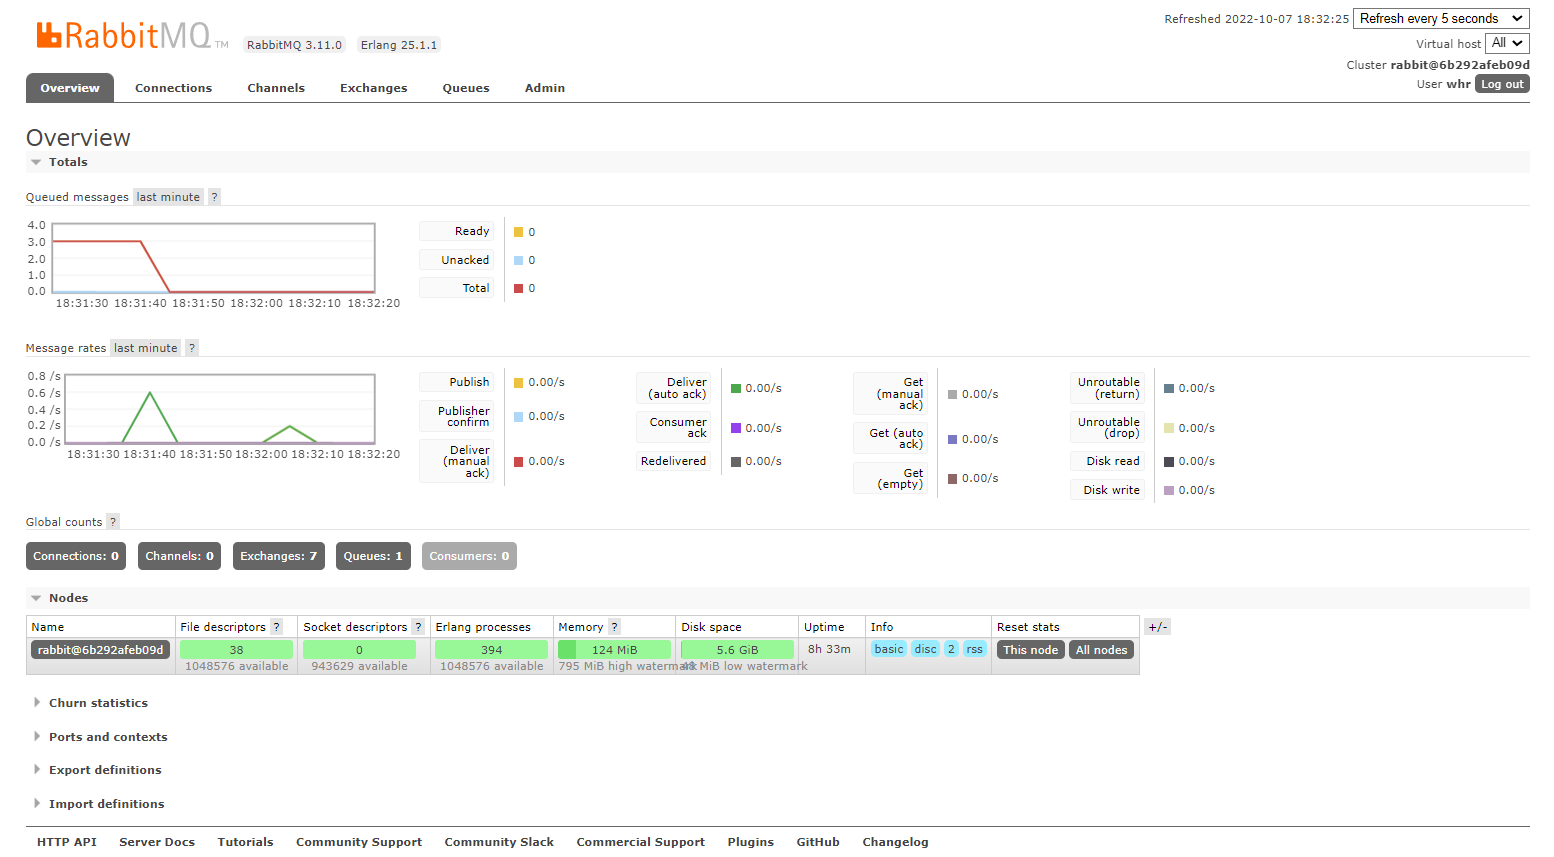 RabbitMQ TM RabbitMQ 3.11.0 Erlang 25.1.1
Refreshed 2022-10-07 18:32:25 Refresh every 5 seconds
Virtual host All
Cluster rabbit@6b292afeb09d
User whr Log out
Overview Connections Channels Exchanges Queues Admin
Overview
Totals
Queued messages last minute ?
4.0
3.0
2.0
1.0
0.0
18:31:30 18:31:40 18:31:50 18:32:00 18:32:10 18:32:20
Ready 0
Unacked 0
Total 0
Message rates last minute ?
0.8 /s
0.6 /s
0.4 /s
0.2 /s
0.0 /s
18:31:30 18:31:40 18:31:50 18:32:00 18:32:10 18:32:20
Publish 0.00/s
Publisher
confirm 0.00/s
Deliver
(manual
ack) 0.00/s
Deliver
(auto ack) 0.00/s
Consumer
ack 0.00/s
Redelivered 0.00/s
Get
(manual
ack) 0.00/s
Get (auto
ack) 0.00/s
Get
(empty) 0.00/s
Unroutable
(return) 0.00/s
Unroutable
(drop) 0.00/s
Disk read 0.00/s
Disk write 0.00/s
Global counts ?
Connections: 0 Channels: 0 Exchanges: 7 Queues: 1 Consumers: 0
Nodes
Name File descriptors ? Socket descriptors ? Erlang processes Memory ? Disk space Uptime Info Reset stats +/-
rabbit@6b292afeb09d 38 0 394 124 MiB 5.6 GiB 8h 33m basic disc 2 rss This node All nodes
1048576 available 943629 available 1048576 available 795 MiB high watermark 48 MiB low watermark
Churn statistics
Ports and contexts
Export definitions
Import definitions
HTTP API Server Docs Tutorials Community Support Community Slack Commercial Support Plugins GitHub Changelog